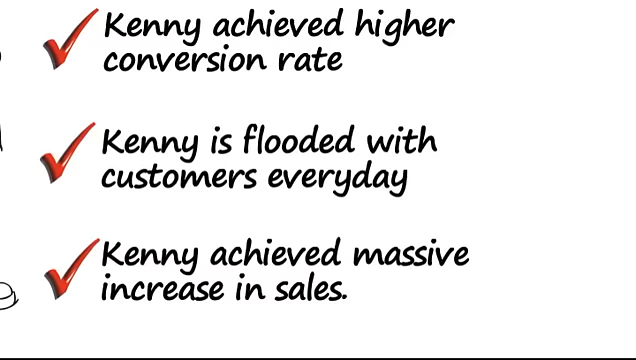 Kenny achieved higher
conversion rate
Kenny is flooded with
customers everyday
Kenny achieved massive
increase in sales.